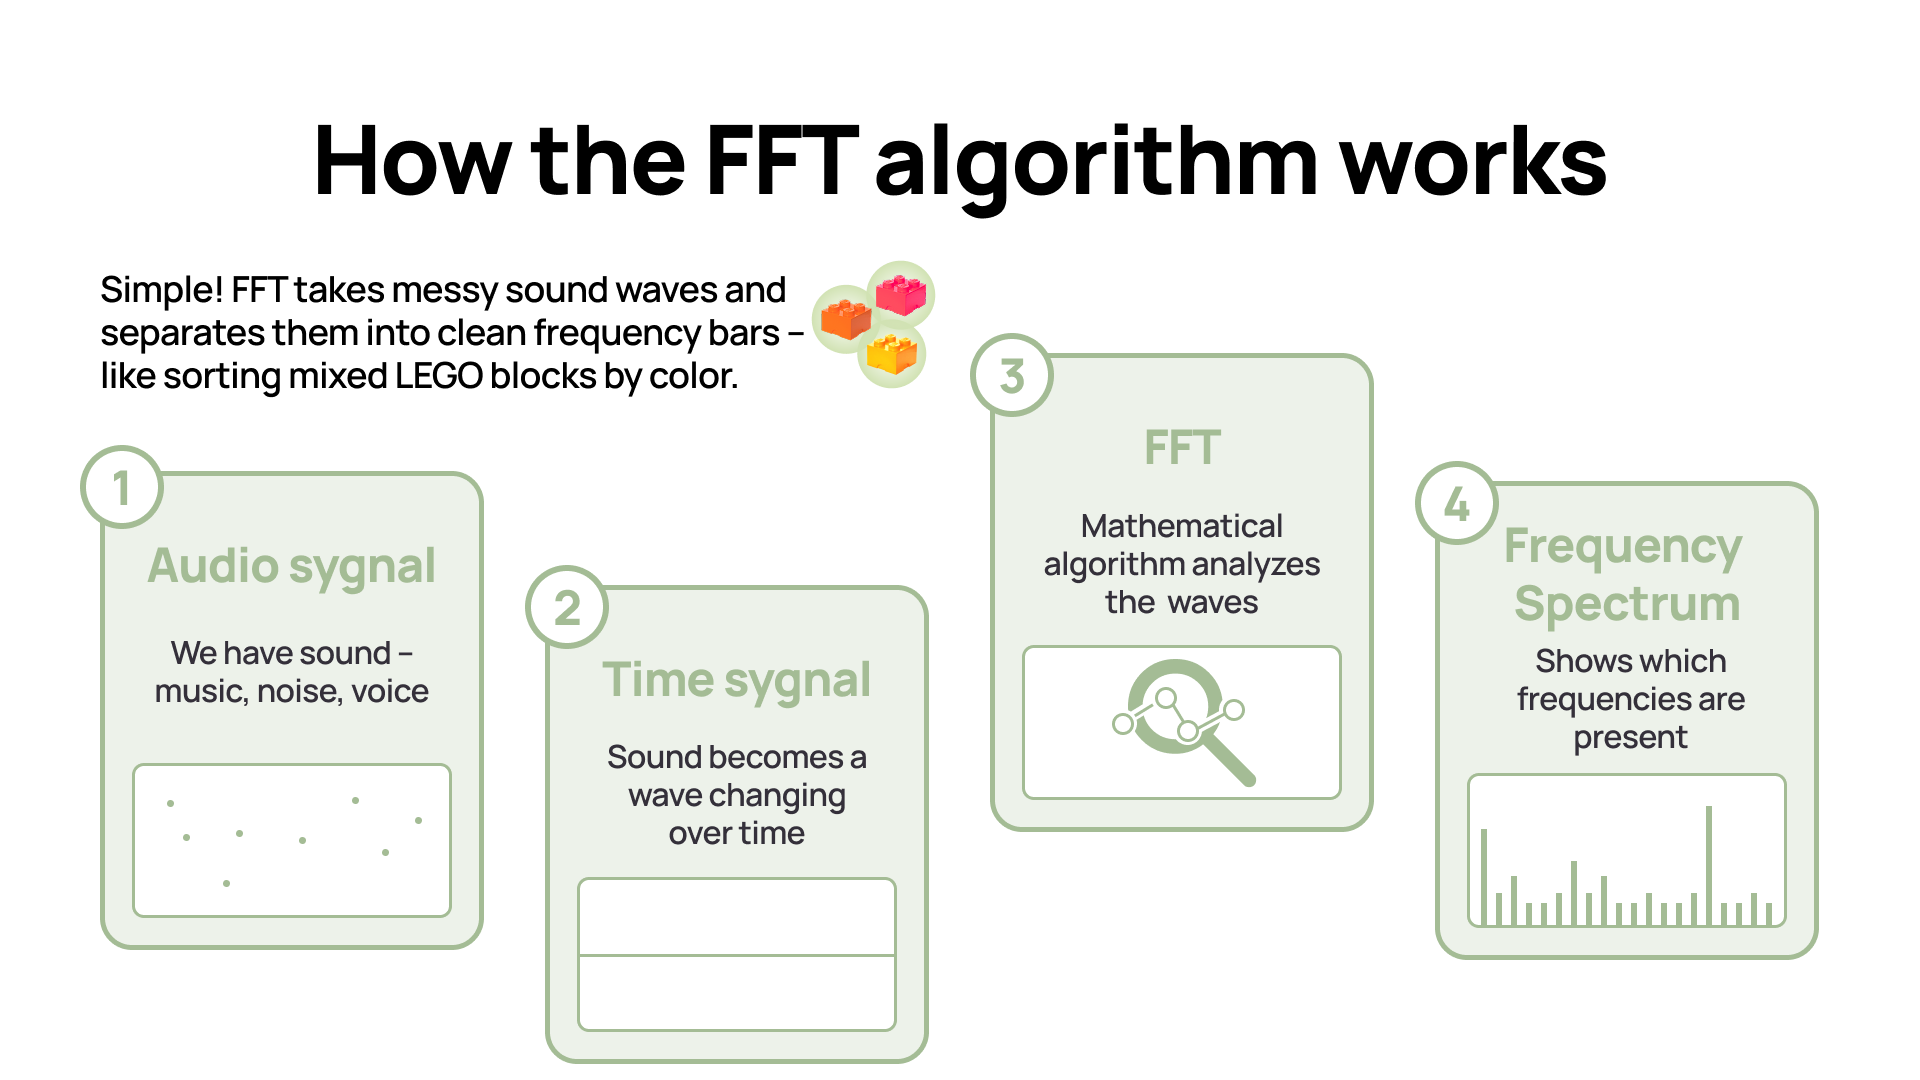 How the FFT algorithm works
Simple! FFT takes messy sound waves and
separates them into clean frequency bars –
like sorting mixed LEGO blocks by color.
1
Audio sygnal
We have sound –
music, noise, voice
2
Time sygnal
Sound becomes a
wave changing
over time
3
FFT
Mathematical
algorithm analyzes
the  waves
4
Frequency
Spectrum
Shows which
frequencies are
present